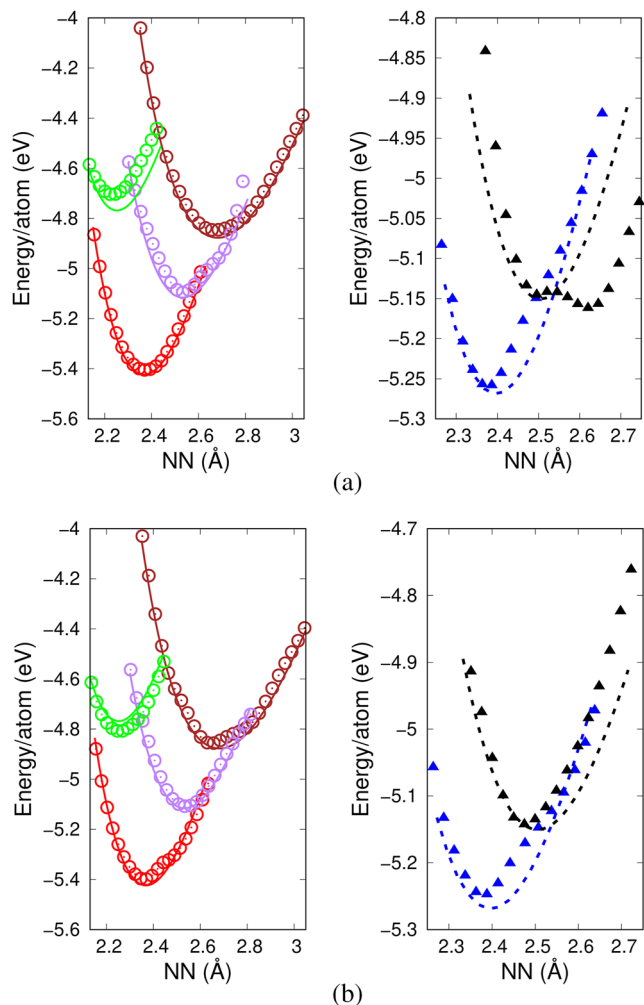 −4
−4.2
−4.4
−4.6
−4.8
−5
−5.2
−5.4
−5.6
Energy/atom (eV)
2.2 2.4 2.6 2.8 3
NN (Å)
−4.8
−4.85
−4.9
−4.95
−5
−5.05
−5.1
−5.15
−5.2
−5.25
−5.3
Energy/atom (eV)
2.3 2.4 2.5 2.6 2.7
NN (Å)
(a)
−4
−4.2
−4.4
−4.6
−4.8
−5
−5.2
−5.4
−5.6
Energy/atom (eV)
2.2 2.4 2.6 2.8 3
NN (Å)
−4.7
−4.8
−4.9
−5
−5.1
−5.2
−5.3
Energy/atom (eV)
2.3 2.4 2.5 2.6 2.7
NN (Å)
(b)